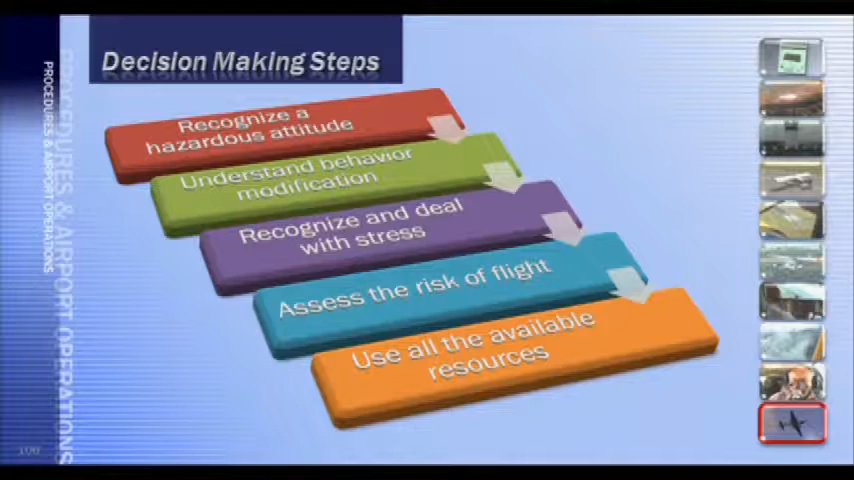 Decision Making Steps
Recognize a
hazardous attitude
Understand behavior
modification
Recognize and deal
with stress
Assess the risk of flight
Use all the available
resources
PROCEDURES & AIRPORT OPERATIONS
PROCEDURES & AIRPORT OPERATIONS